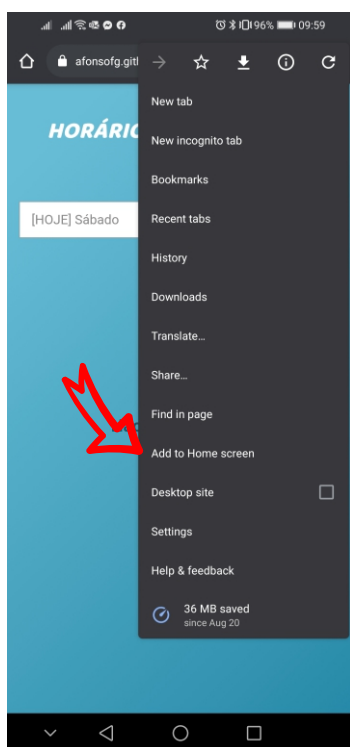 96% 09:59
afonsofg.gitl
New tab
HORÁRIO
New incognito tab
Bookmarks
[HOJE] Sábado
Recent tabs
History
Downloads
Translate...
Share...
Find in page
Add to Home screen
Desktop site
Settings
Help & feedback
36 MB saved
since Aug 20